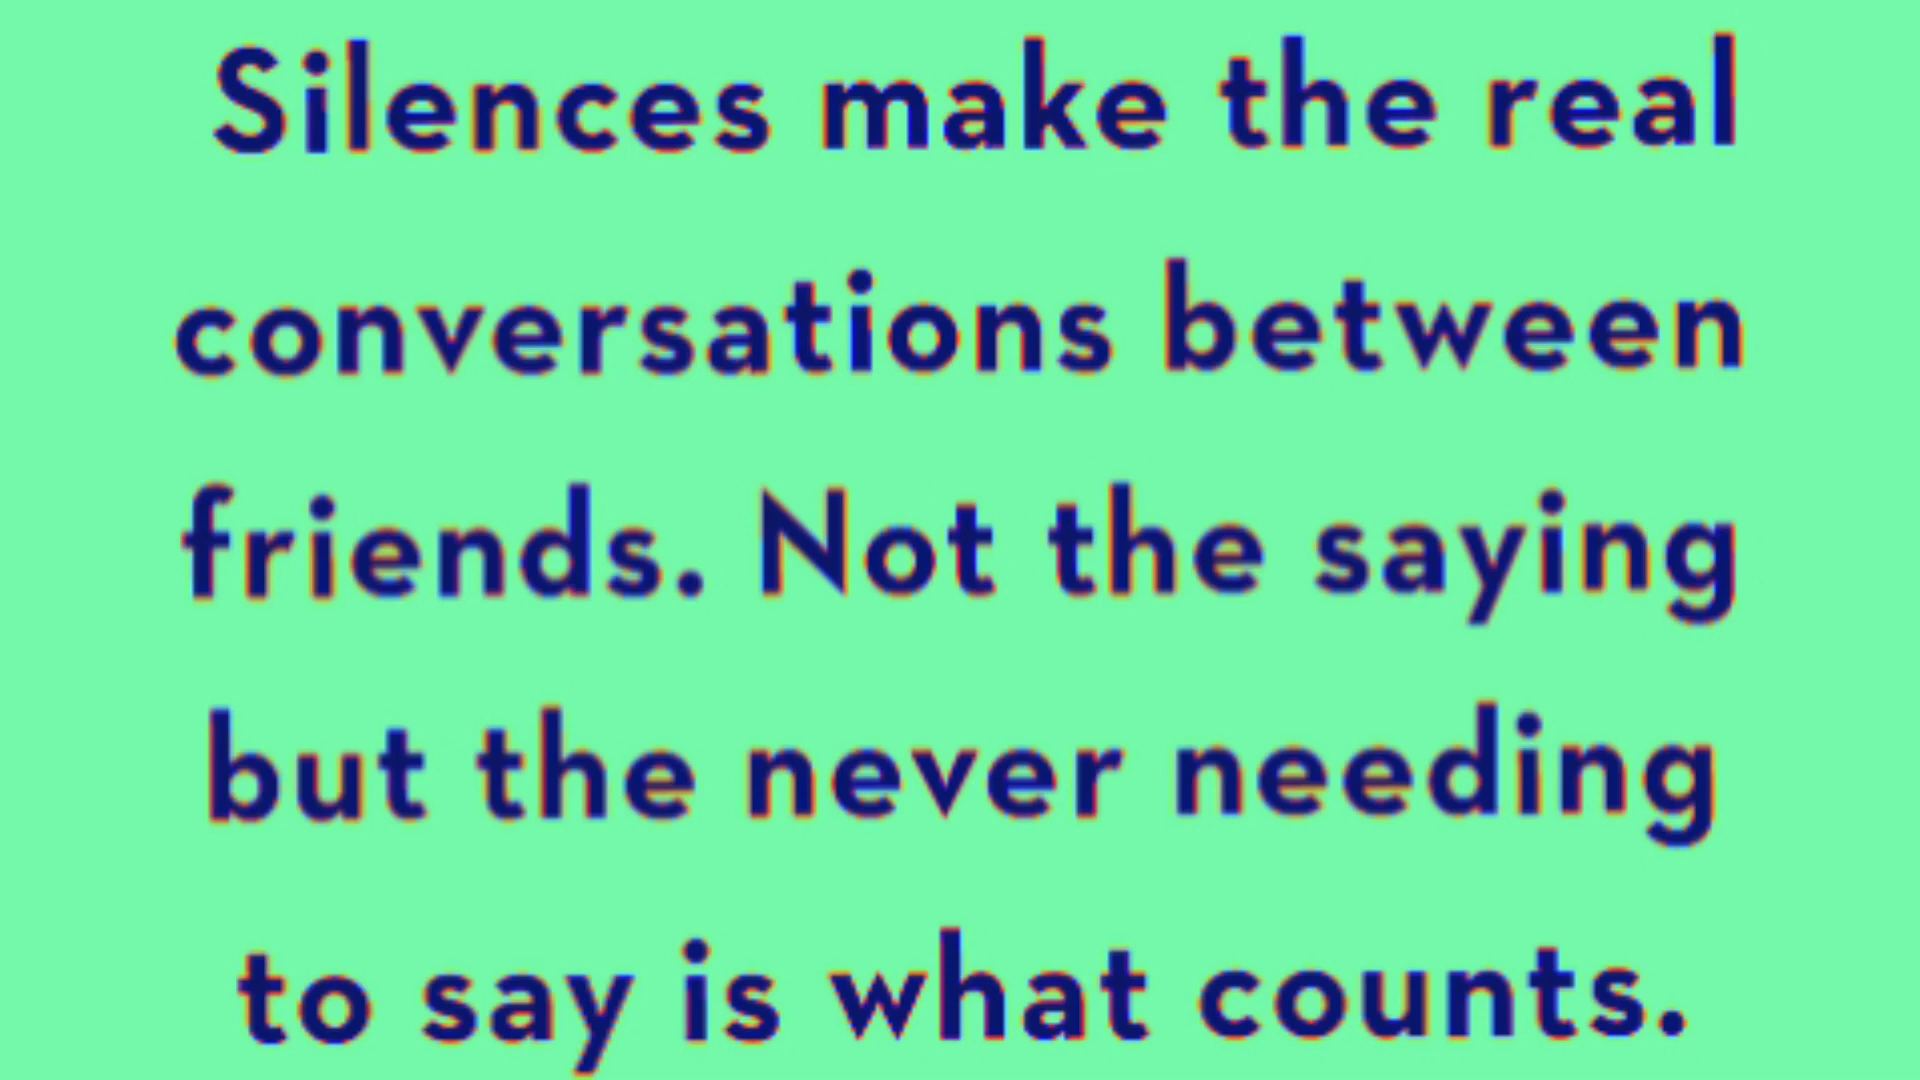 Silences make the real
conversations between
friends. Not the saying
but the never needing
to say is what counts.